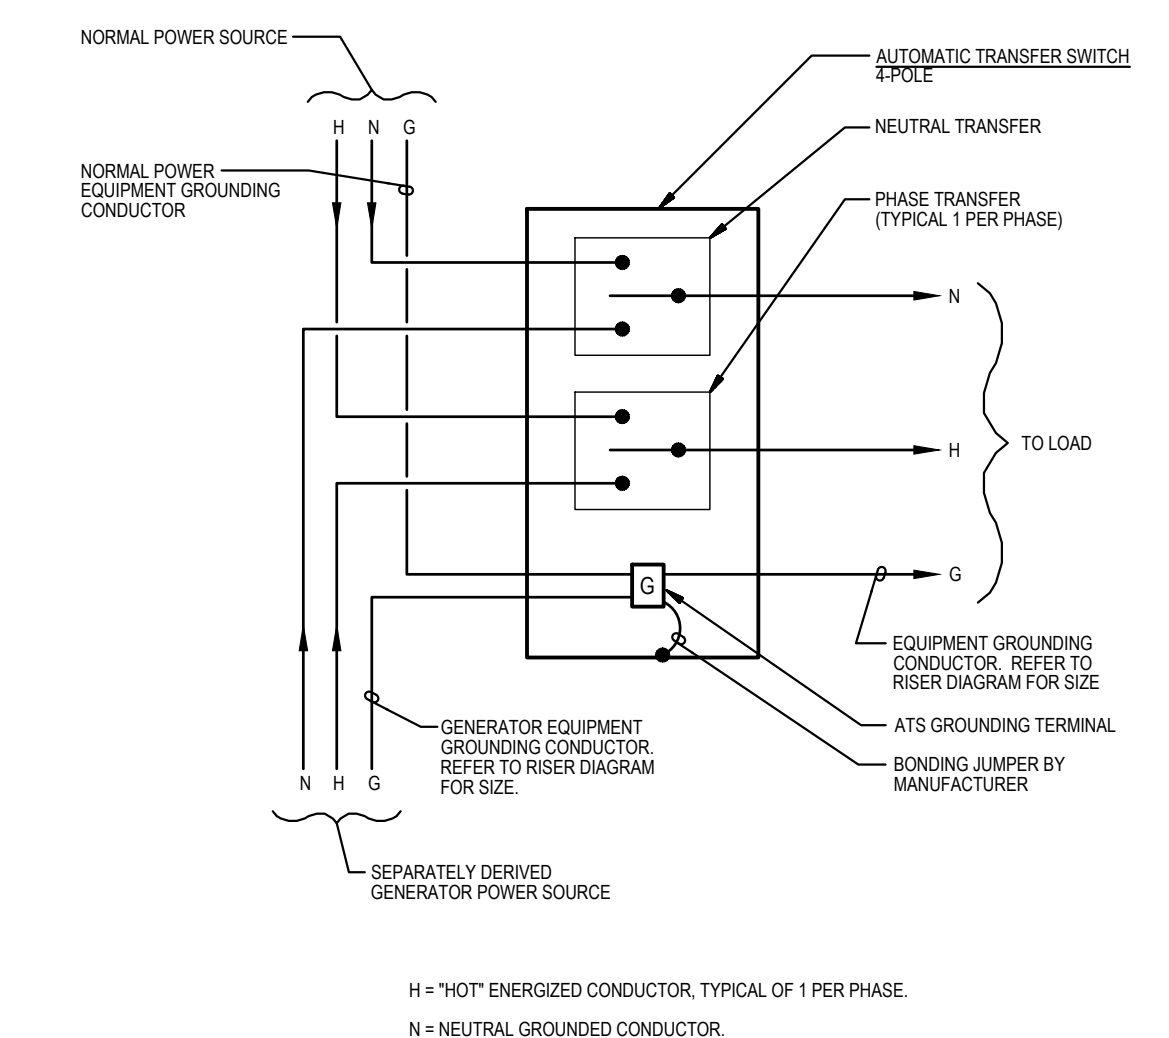 NORMAL POWER SOURCE
AUTOMATIC TRANSFER SWITCH
4-POLE
H N G
NEUTRAL TRANSFER
NORMAL POWER
EQUIPMENT GROUNDING
CONDUCTOR
PHASE TRANSFER
(TYPICAL 1 PER PHASE)
N
H
TO LOAD
G
G
EQUIPMENT GROUNDING
CONDUCTOR. REFER TO
RISER DIAGRAM FOR SIZE
GENERATOR EQUIPMENT
GROUNDING CONDUCTOR.
REFER TO RISER DIAGRAM
FOR SIZE.
ATS GROUNDING TERMINAL
BONDING JUMPER BY
MANUFACTURER
N H G
SEPARATELY DERIVED
GENERATOR POWER SOURCE
H = "HOT" ENERGIZED CONDUCTOR, TYPICAL OF 1 PER PHASE.
N = NEUTRAL GROUNDED CONDUCTOR.